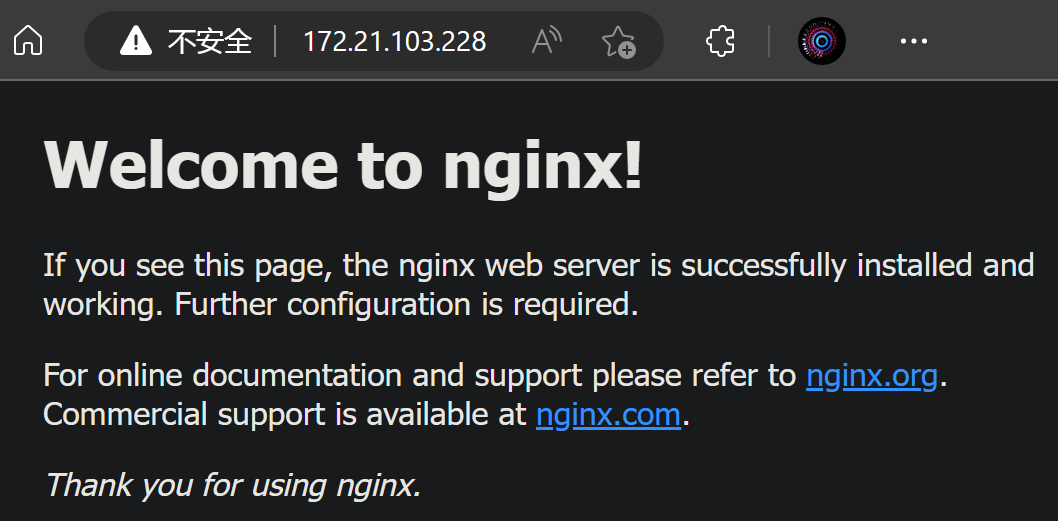 不安全 172.21.103.228
Welcome to nginx!
If you see this page, the nginx web server is successfully installed and
working. Further configuration is required.
For online documentation and support please refer to nginx.org.
Commercial support is available at nginx.com.
Thank you for using nginx.